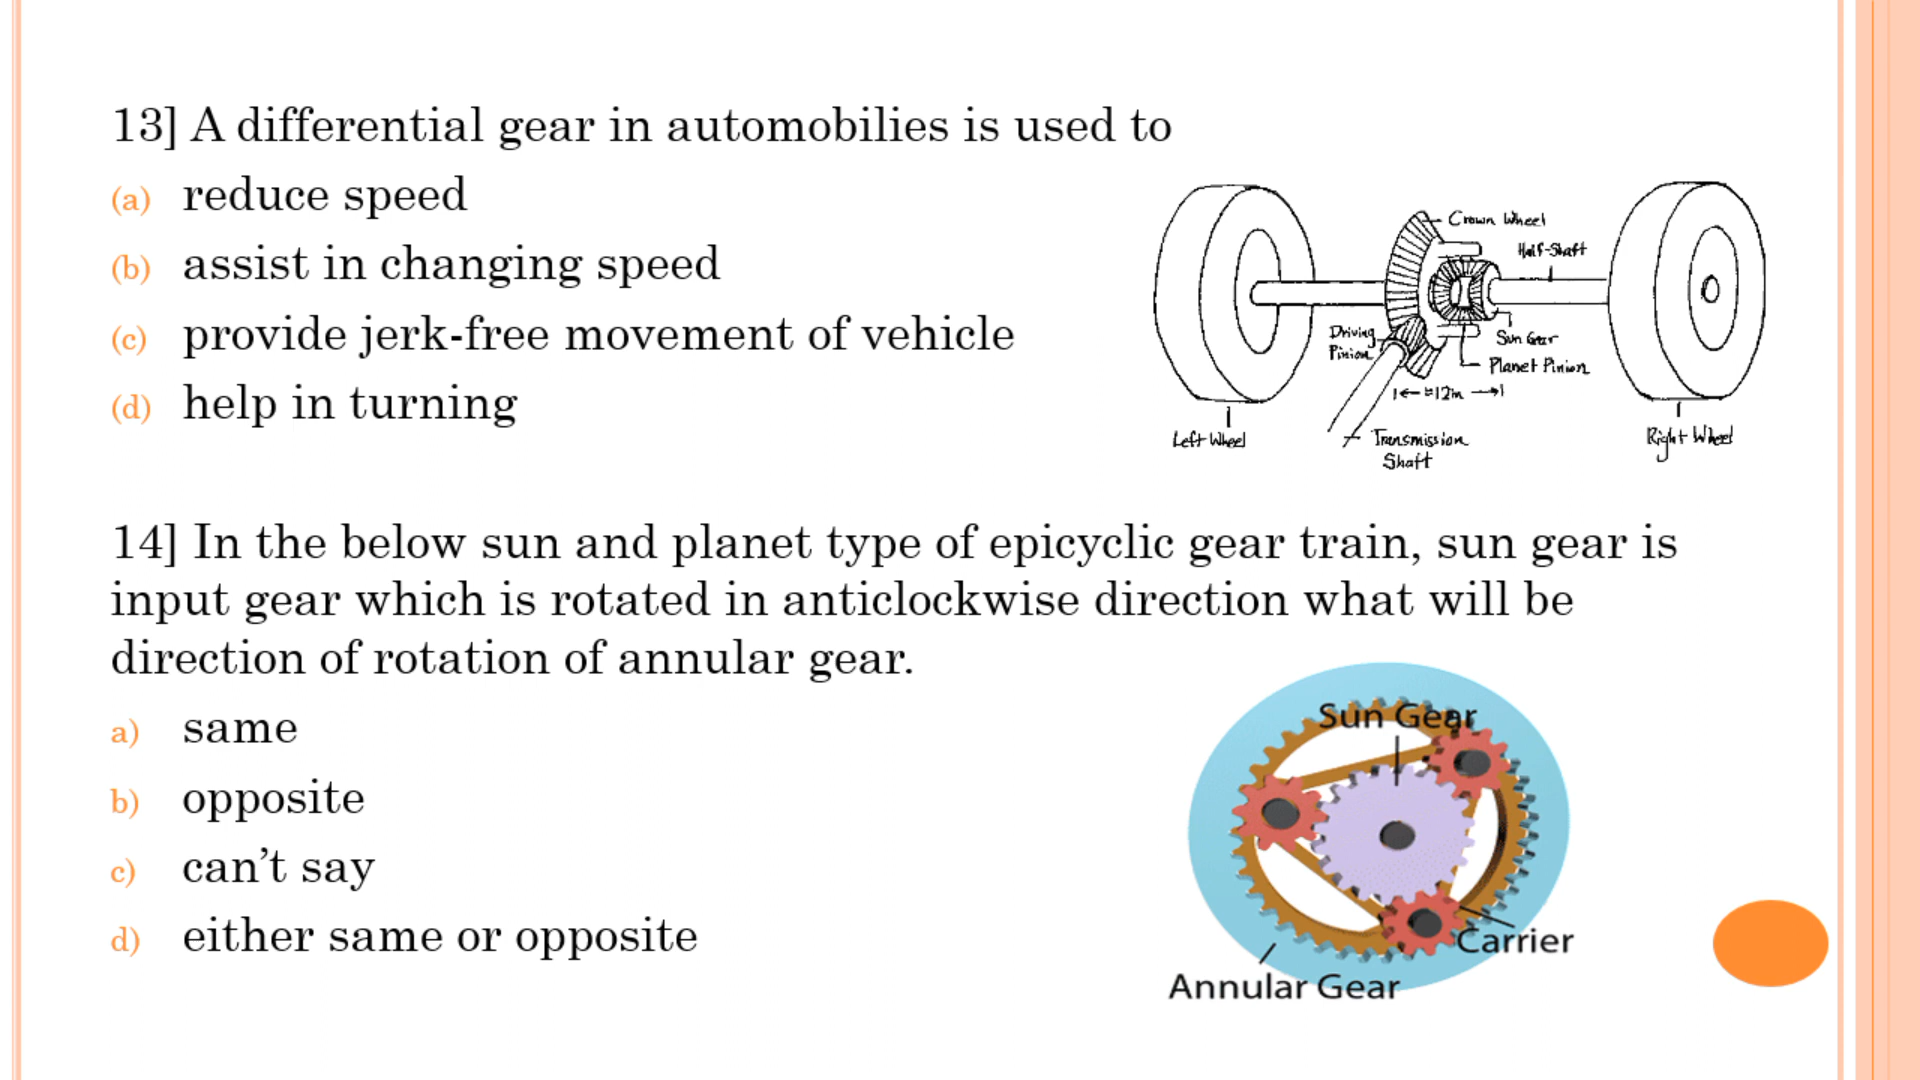 13] A differential gear in automobilies is used to
(a) reduce speed
(b) assist in changing speed
(c) provide jerk-free movement of vehicle
(d) help in turning
Crown Wheel
Half-Shaft
Driving
Pinion
Sun Gear
Planet Pinion
Left Wheel
Transmission
Shaft
Right Wheel
14] In the below sun and planet type of epicyclic gear train, sun gear is
input gear which is rotated in anticlockwise direction what will be
direction of rotation of annular gear.
a) same
b) opposite
c) can’t say
d) either same or opposite
Sun Gear
Carrier
Annular Gear